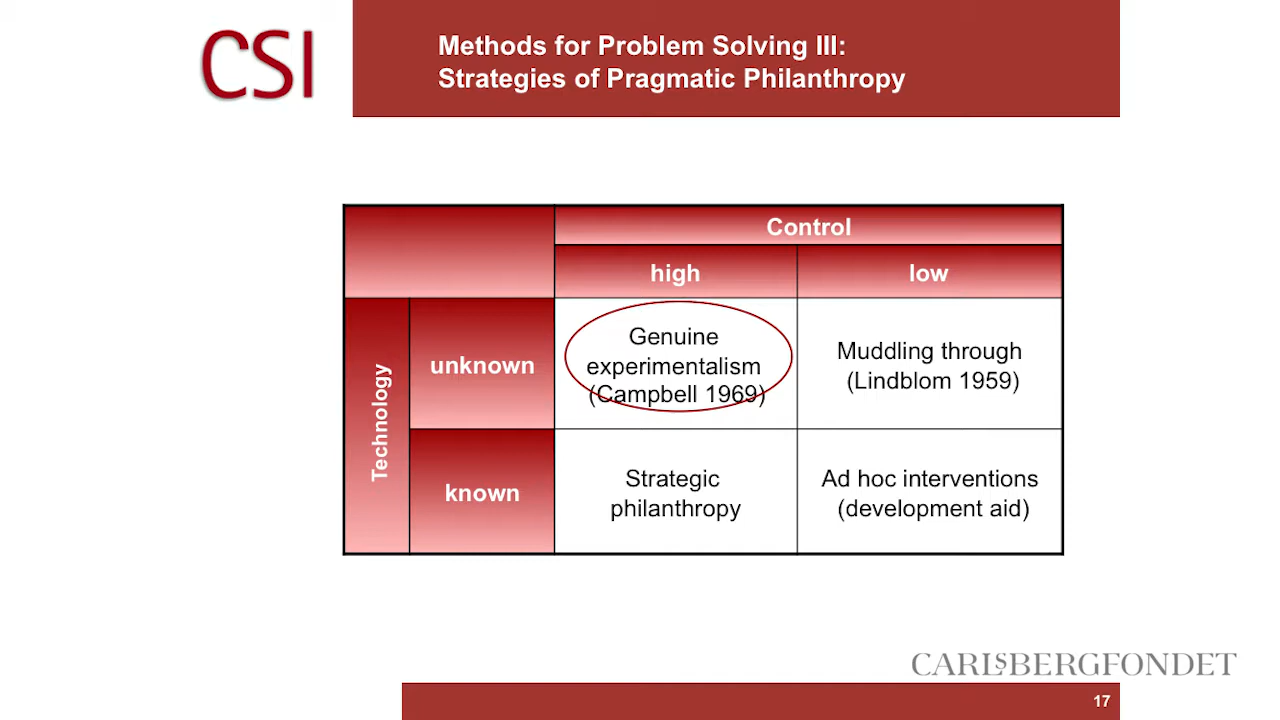 CSI
Methods for Problem Solving III:
Strategies of Pragmatic Philanthropy
Control
high
low
Technology
unknown
Genuine
experimentalism
(Campbell 1969)
Muddling through
(Lindblom 1959)
known
Strategic
philanthropy
Ad hoc interventions
(development aid)
CARLSBERGFONDET
17